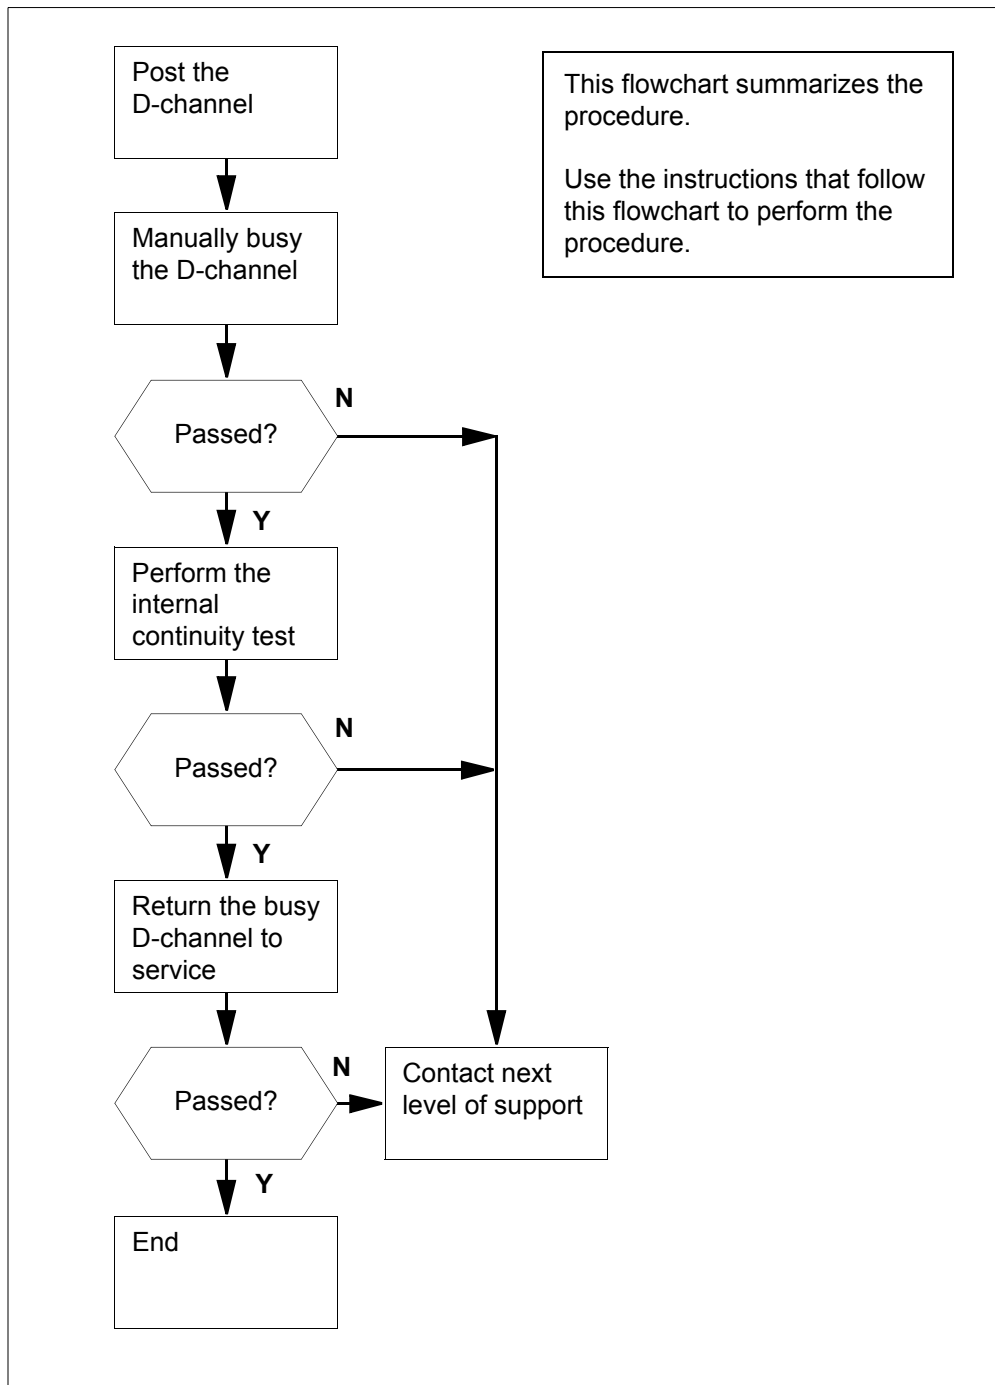 Post the
D-channel
This flowchart summarizes the
procedure.
Use the instructions that follow
this flowchart to perform the
procedure.
Manually busy
the D-channel
Passed?
N
Y
Perform the
internal
continuity test
Passed?
N
Y
Return the busy
D-channel to
service
Passed?
N
Contact next
level of support
Y
End